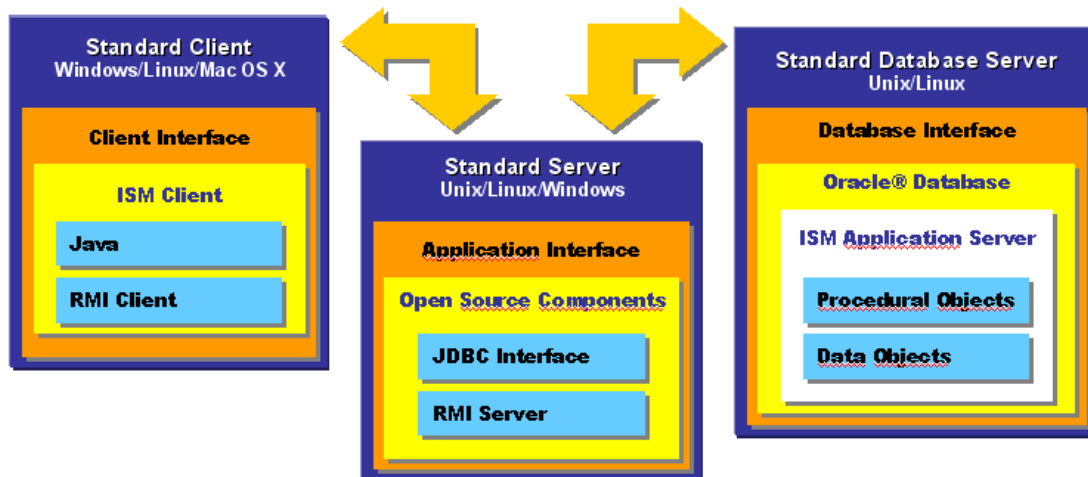 Standard Client
Windows/Linux/Mac OS X
Client Interface
ISM Client
Java
RMI Client
Standard Server
Unix/Linux/Windows
Application Interface
Open Source Components
JDBC Interface
RMI Server
Standard Database Server
Unix/Linux
Database Interface
Oracle® Database
ISM Application Server
Procedural Objects
Data Objects